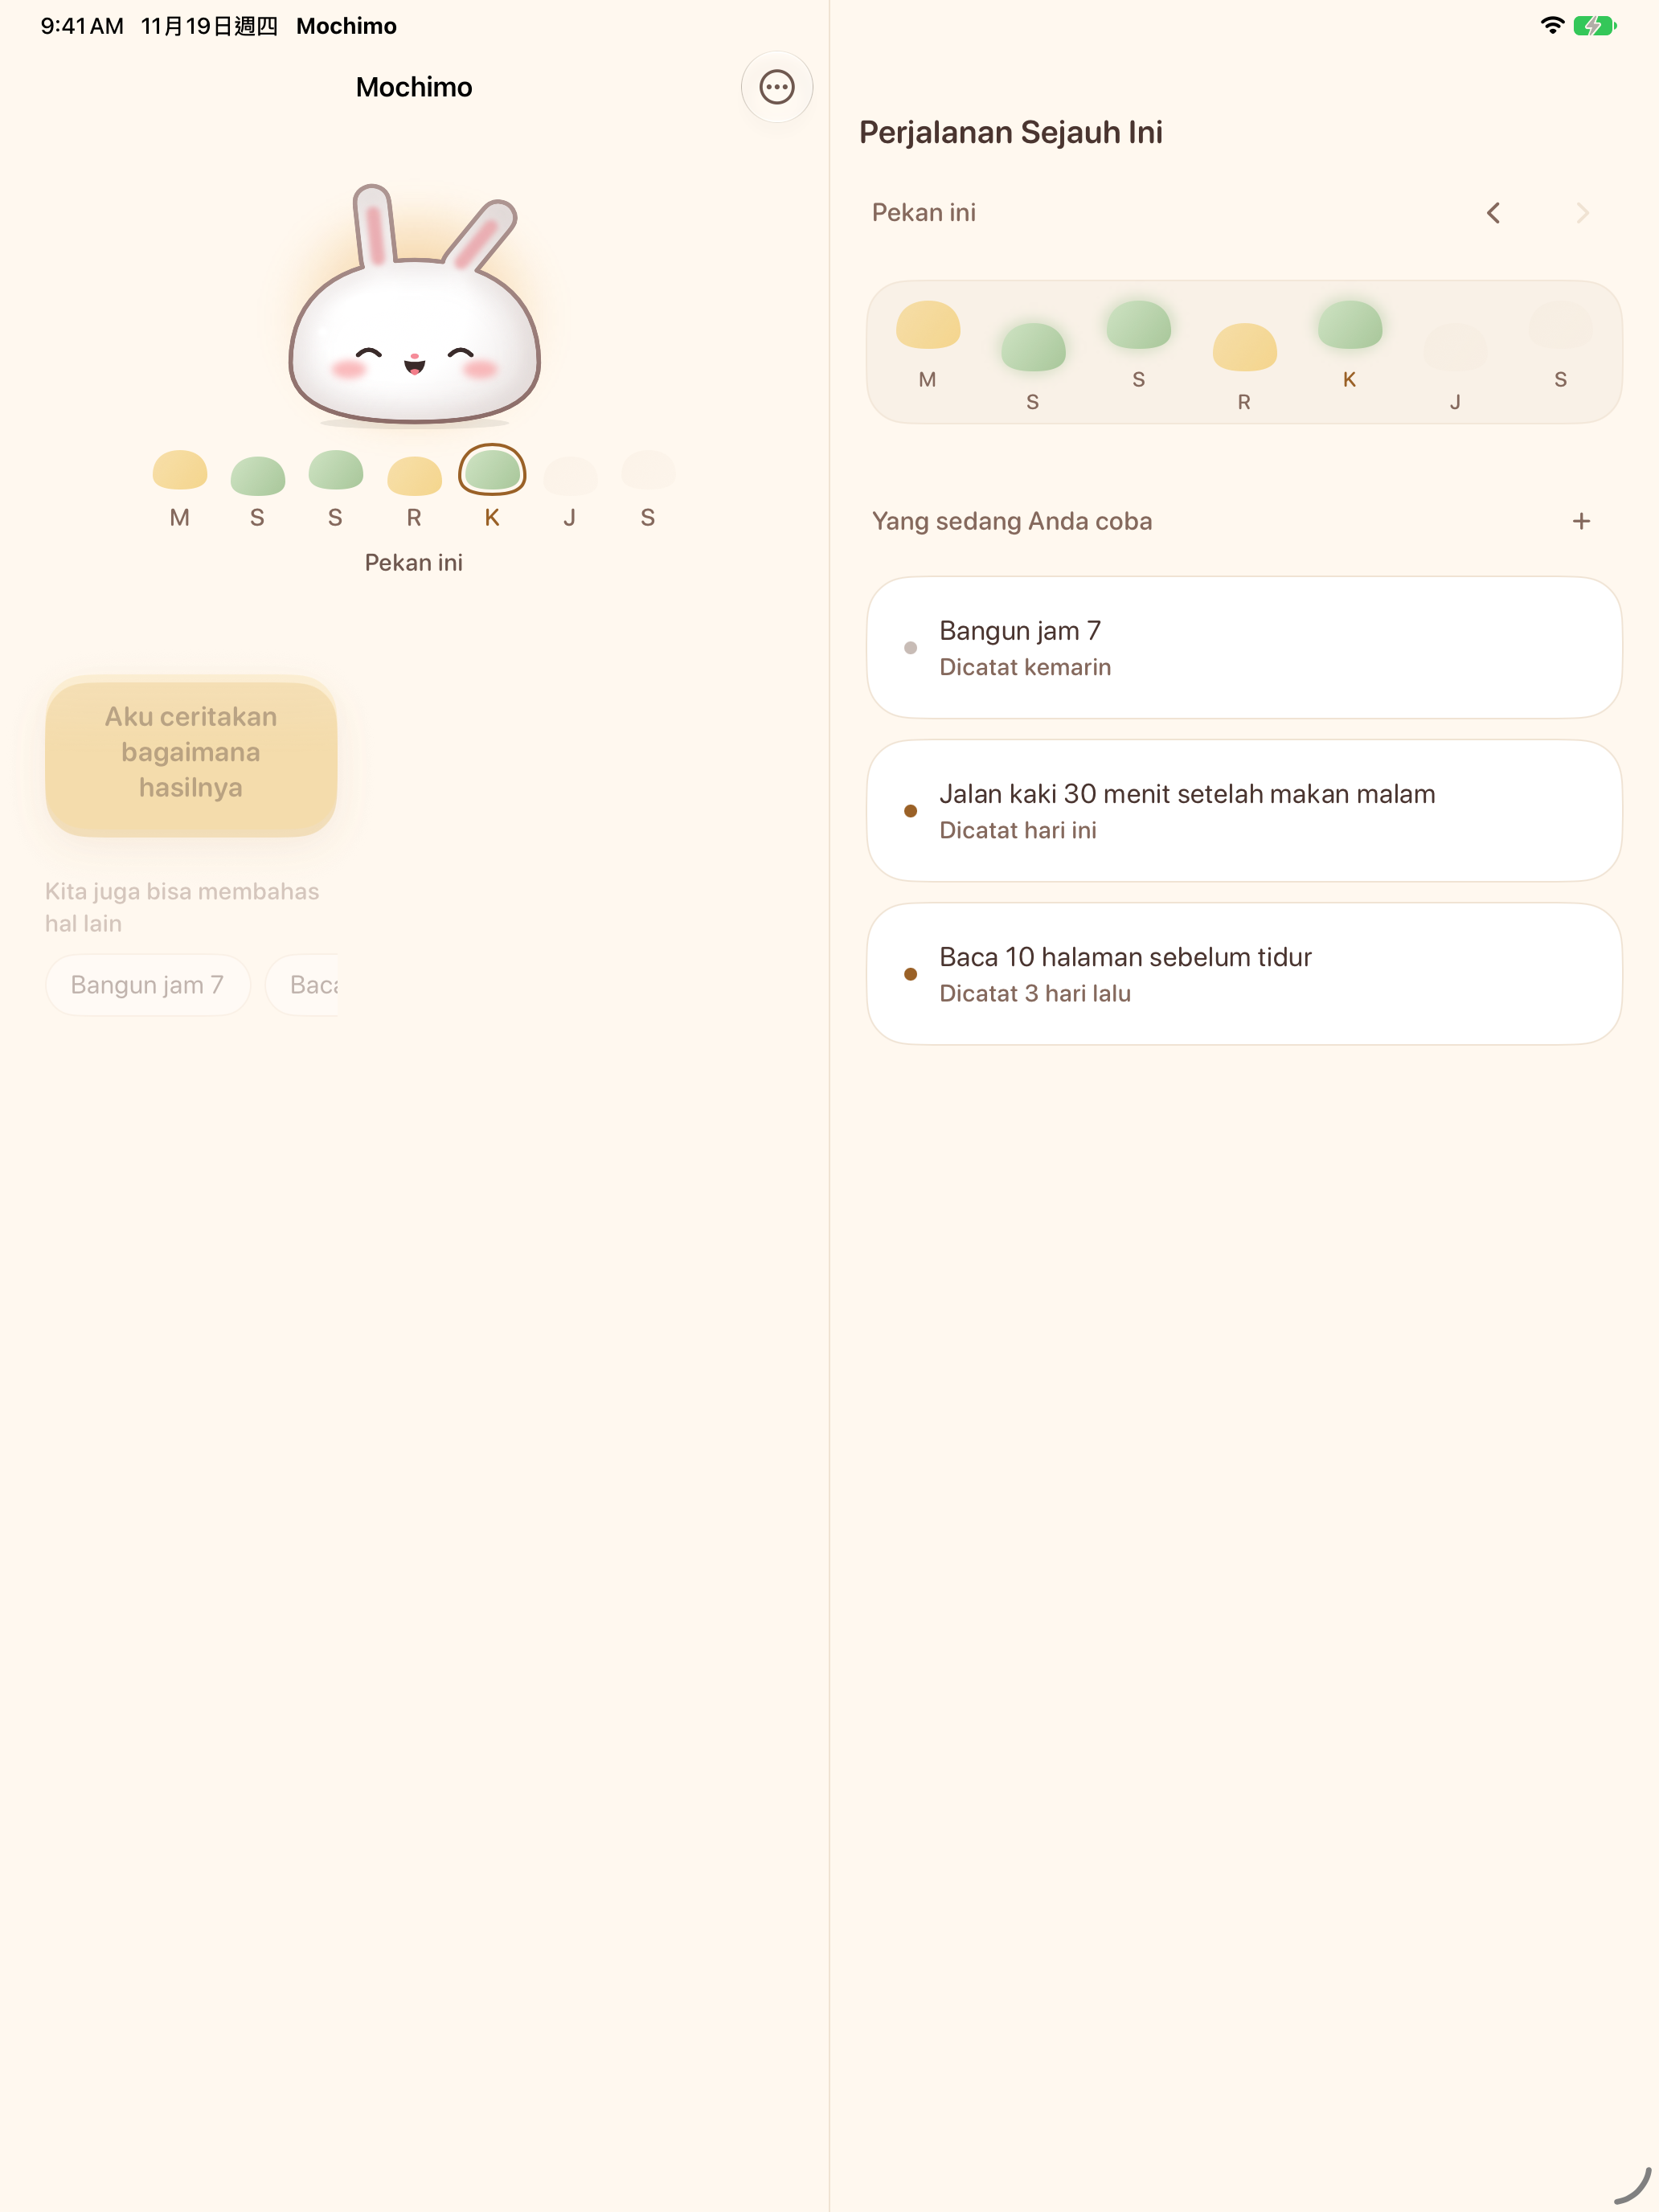 9:41 AM 11月19日週四 Mochimo
Mochimo
M S S R K J S
Pekan ini
Aku ceritakan
bagaimana
hasilnya
Kita juga bisa membahas
hal lain
Bangun jam 7
Baca
Perjalanan Sejauh Ini
Pekan ini
M S S R K J S
Yang sedang Anda coba
Bangun jam 7
Dicatat kemarin
Jalan kaki 30 menit setelah makan malam
Dicatat hari ini
Baca 10 halaman sebelum tidur
Dicatat 3 hari lalu